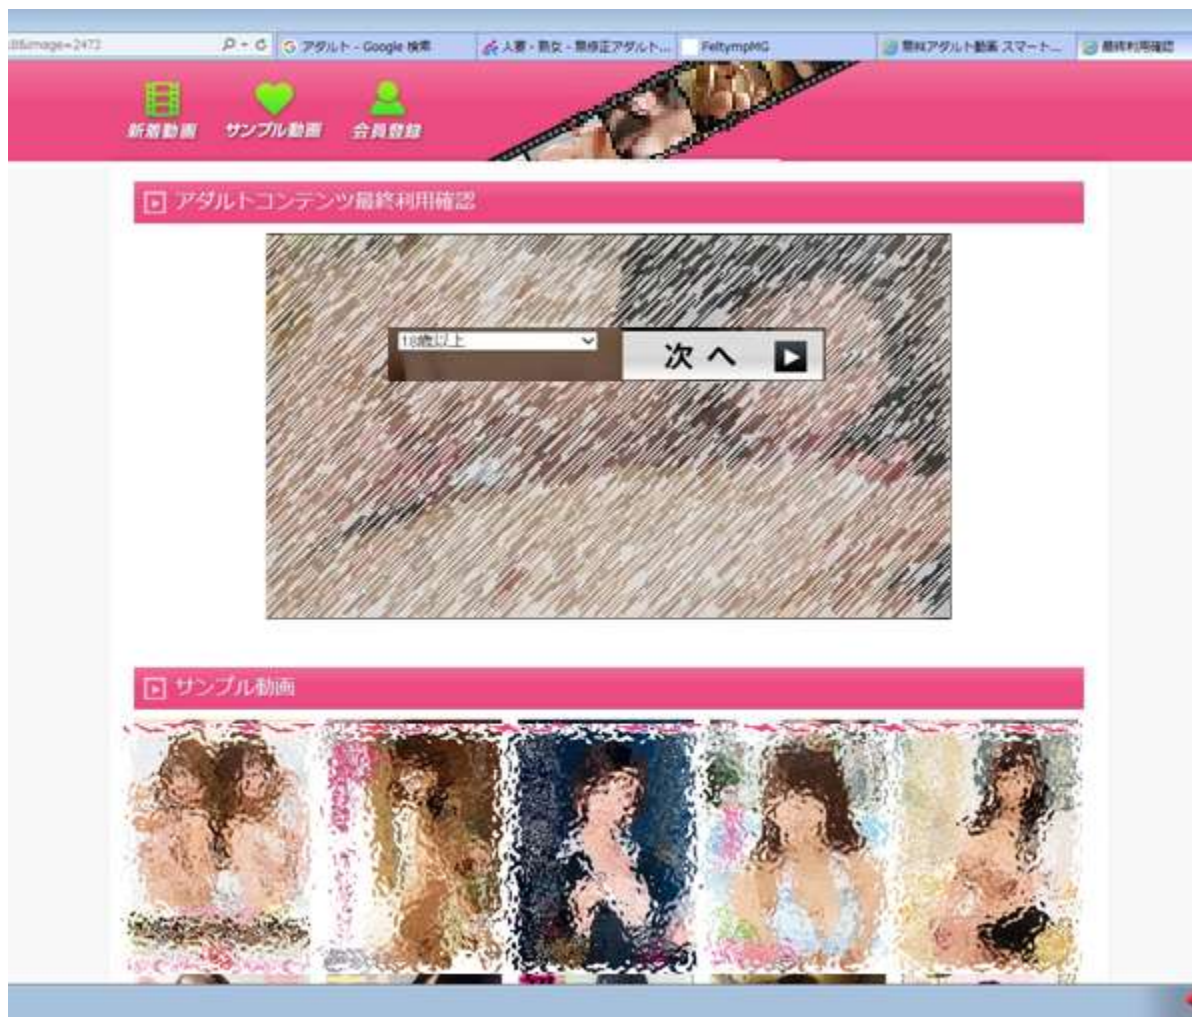 アダルト - Google 検索
人妻・熟女・無修正アダルト...
FeltympMG
無料アダルト動画 スマート...
最終利用確認
新着動画
サンプル動画
会員登録
アダルトコンテンツ最終利用確認
18歳以上
次へ
サンプル動画